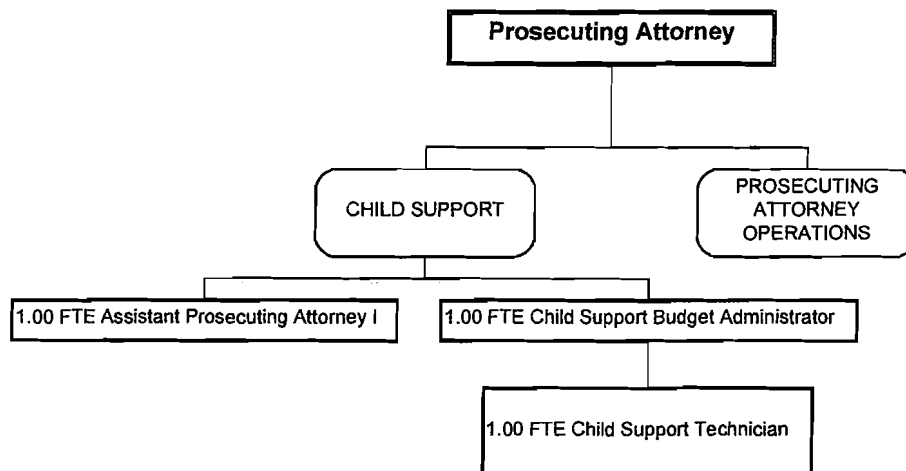 Prosecuting Attorney
CHILD SUPPORT
PROSECUTING
ATTORNEY
OPERATIONS
1.00 FTE Assistant Prosecuting Attorney I
1.00 FTE Child Support Budget Administrator
1.00 FTE Child Support Technician